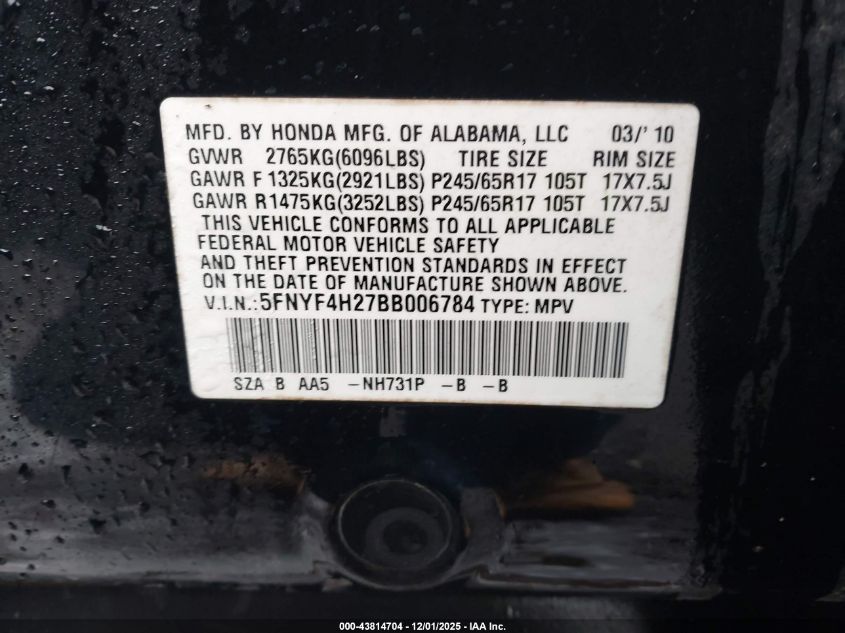 MFD. BY HONDA MFG. OF ALABAMA, LLC 03/' 10
GVWR 2765KG(6096LBS) TIRE SIZE RIM SIZE
GAWR F 1325KG(2921LBS) P245/65R17 105T 17X7.5J
GAWR R1475KG(3252LBS) P245/65R17 105T 17X7.5J
THIS VEHICLE CONFORMS TO ALL APPLICABLE
FEDERAL MOTOR VEHICLE SAFETY
AND THEFT PREVENTION STANDARDS IN EFFECT
ON THE DATE OF MANUFACTURE SHOWN ABOVE.
V.I.N.: 5FNYF4H27BB006784 TYPE: MPV
SZA B AA5 -NH731P -B -B
000-43814704 - 12/01/2025 - IAA Inc.